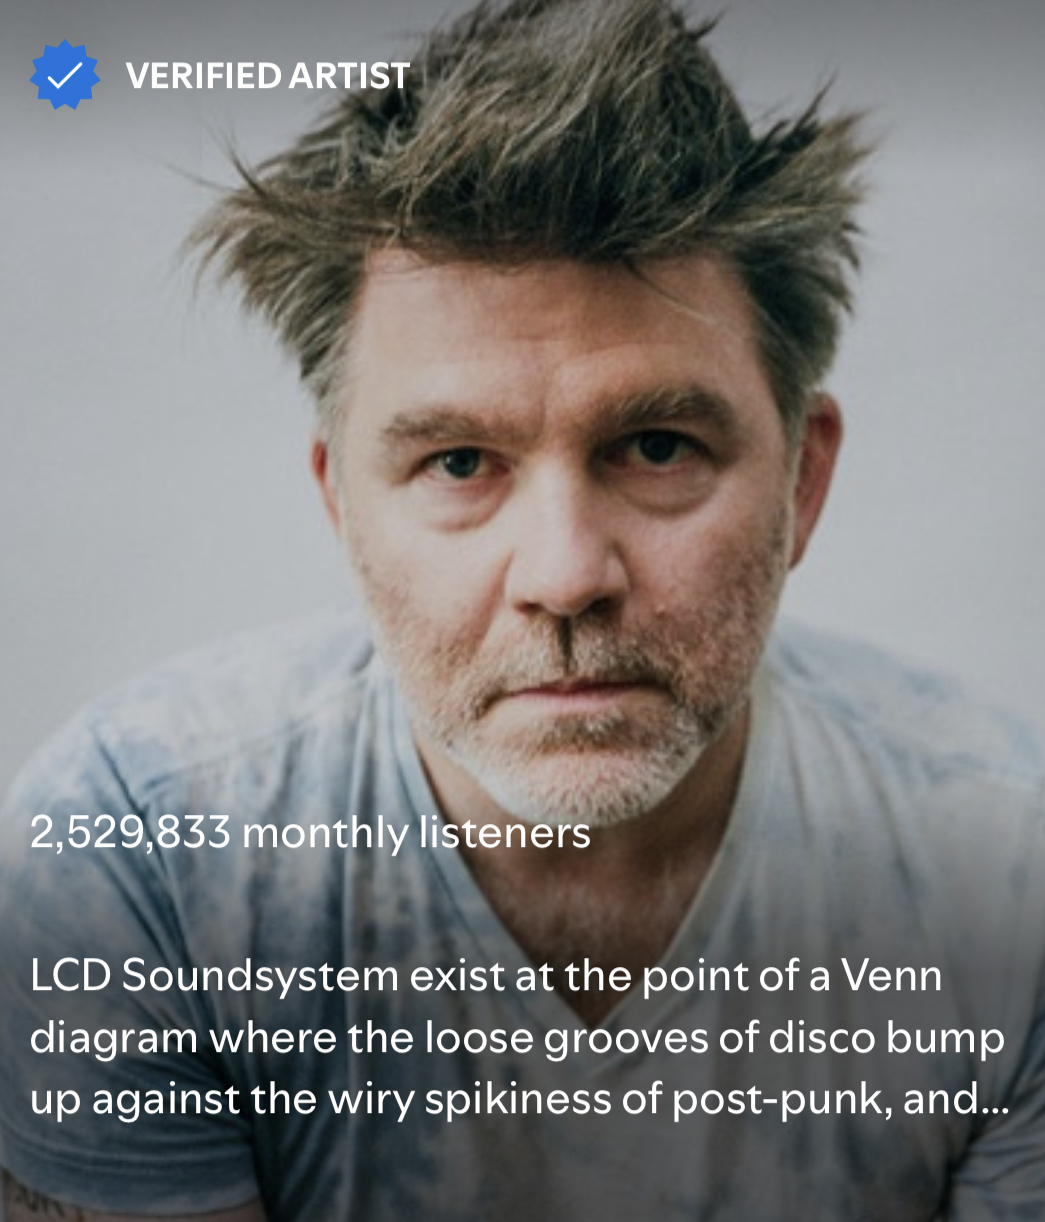 VERIFIED ARTIST
2,529,833 monthly listeners
LCD Soundsystem exist at the point of a Venn
diagram where the loose grooves of disco bump
up against the wiry spikiness of post-punk, and...